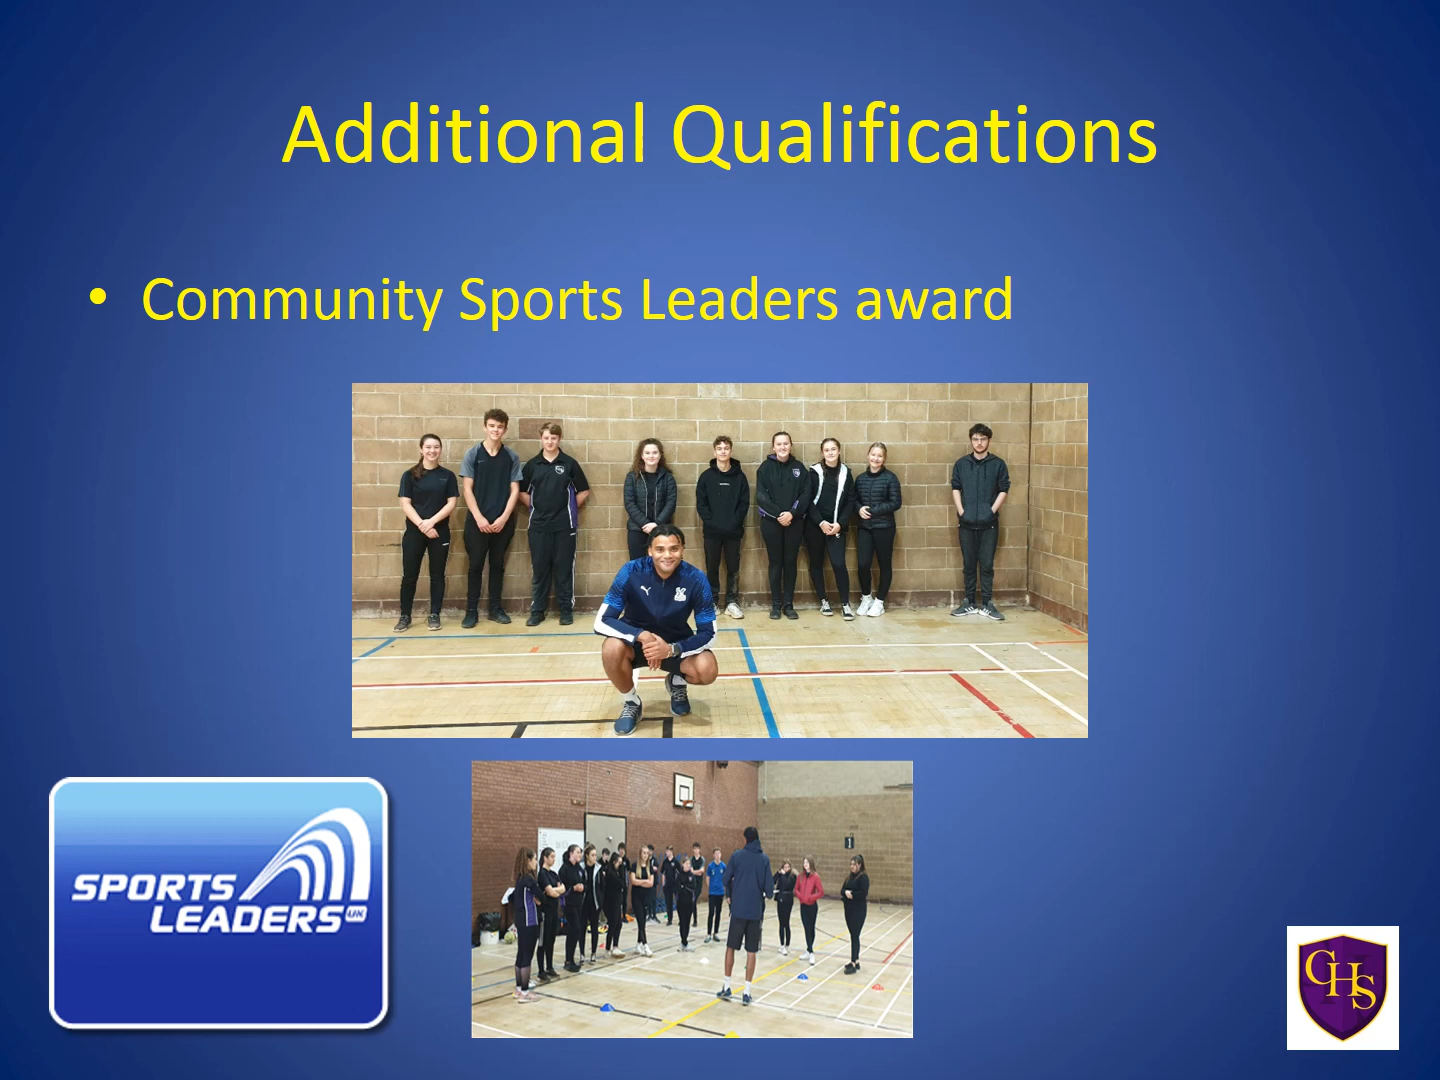 Additional Qualifications
• Community Sports Leaders award
SPORTS
LEADERS UK
CHS